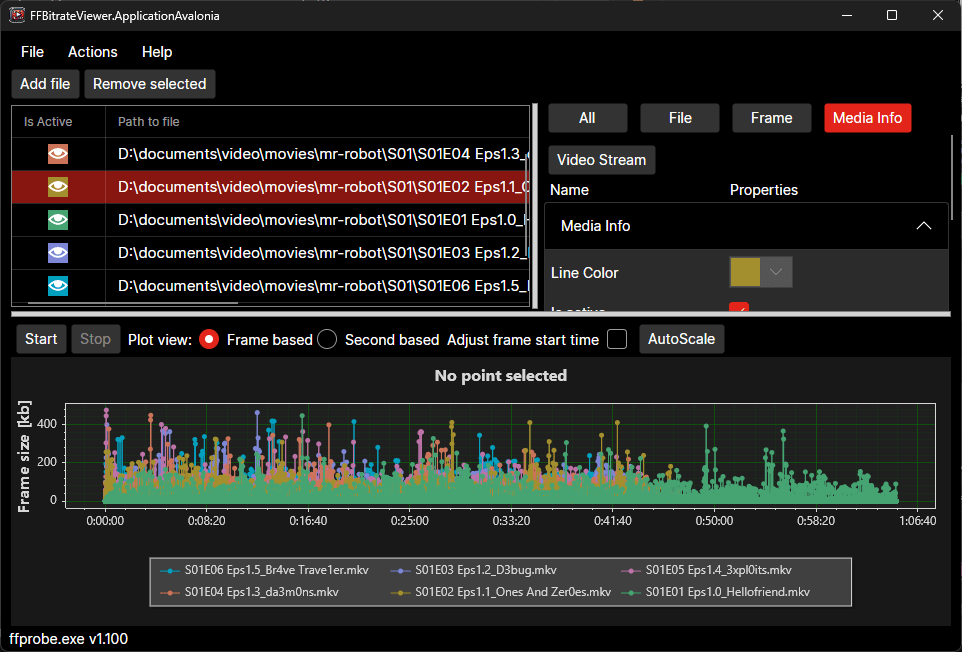 FFBitrateViewer.ApplicationAvalonia
File Actions Help
Add file Remove selected
Is Active Path to file
D:\documents\video\movies\mr-robot\S01\S01E04 Eps1.3_
D:\documents\video\movies\mr-robot\S01\S01E02 Eps1.1_
D:\documents\video\movies\mr-robot\S01\S01E01 Eps1.0_
D:\documents\video\movies\mr-robot\S01\S01E03 Eps1.2_
D:\documents\video\movies\mr-robot\S01\S01E06 Eps1.5_
All File Frame Media Info
Video Stream
Name Properties
Media Info
Line Color
Is active
Start Stop Plot view: Frame based Second based Adjust frame start time AutoScale
No point selected
Frame size [kb]
400
200
0
0:00:00 0:08:20 0:16:40 0:25:00 0:33:20 0:41:40 0:50:00 0:58:20 1:06:40
S01E06 Eps1.5_Br4ve Trave1er.mkv S01E03 Eps1.2_D3bug.mkv S01E05 Eps1.4_3xpl0its.mkv
S01E04 Eps1.3_da3m0ns.mkv S01E02 Eps1.1_Ones And Zer0es.mkv S01E01 Eps1.0_Hellofriend.mkv
ffprobe.exe v1.100